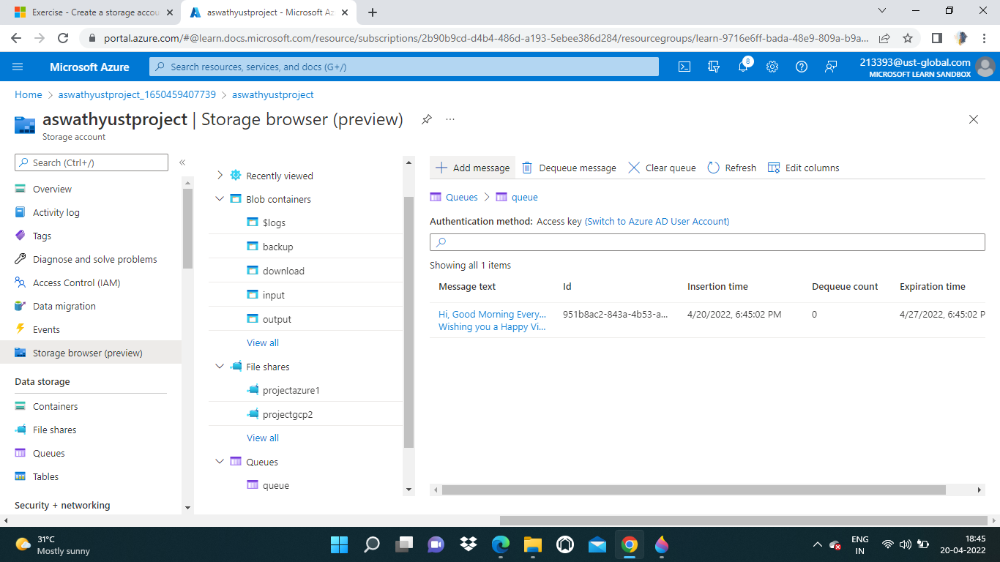 Exercise - Create a storage accou
aswathyustproject - Microsoft Az
portal.azure.com/#@learn.docs.microsoft.com/resource/subscriptions/2b90b9cd-d4b4-486d-a193-5ebee386d284/resourcegroups/learn-9716e6ff-bada-48e9-809a-b9a...
Microsoft Azure
Search resources, services, and docs (G+/)
8
213393@ust-global.com
MICROSOFT LEARN SANDBOX
Home > aswathyustproject_1650459407739 > aswathyustproject
aswathyustproject | Storage browser (preview)
...
Storage account
Search (Ctrl+/)
Overview
Activity log
Tags
Diagnose and solve problems
Access Control (IAM)
Data migration
Events
Storage browser (preview)
Data storage
Containers
File shares
Queues
Tables
Security + networking
Recently viewed
Blob containers
$logs
backup
download
input
output
View all
File shares
projectazure1
projectgcp2
View all
Queues
queue
Add message Dequeue message Clear queue Refresh Edit columns
Queues > queue
Authentication method: Access key (Switch to Azure AD User Account)
Showing all 1 items
Message text Id Insertion time Dequeue count Expiration time
Hi, Good Morning Every... 951b8ac2-843a-4b53-a... 4/20/2022, 6:45:02 PM 0 4/27/2022, 6:45:02 P
Wishing you a Happy Vi...
31°C
Mostly sunny
ENG
IN
18:45
20-04-2022